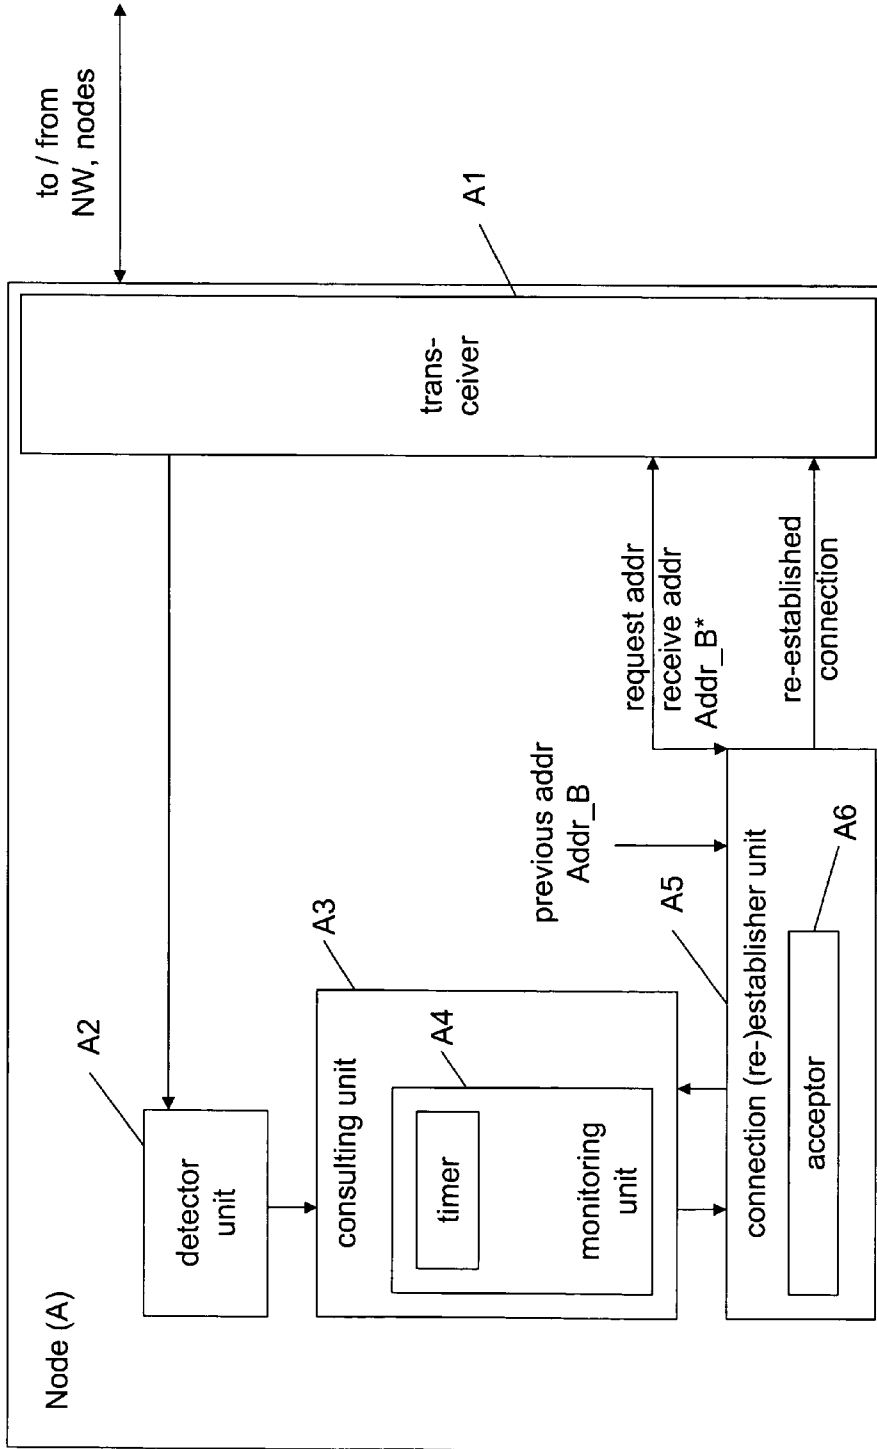 Node (A)
A2
detector
unit
A3
consulting unit
A4
timer
monitoring
unit
previous addr
Addr_B
A5
connection (re-)establisher unit
A6
acceptor
request addr
receive addr
Addr_B*
re-established
connection
trans-
ceiver
A1
to / from
NW, nodes